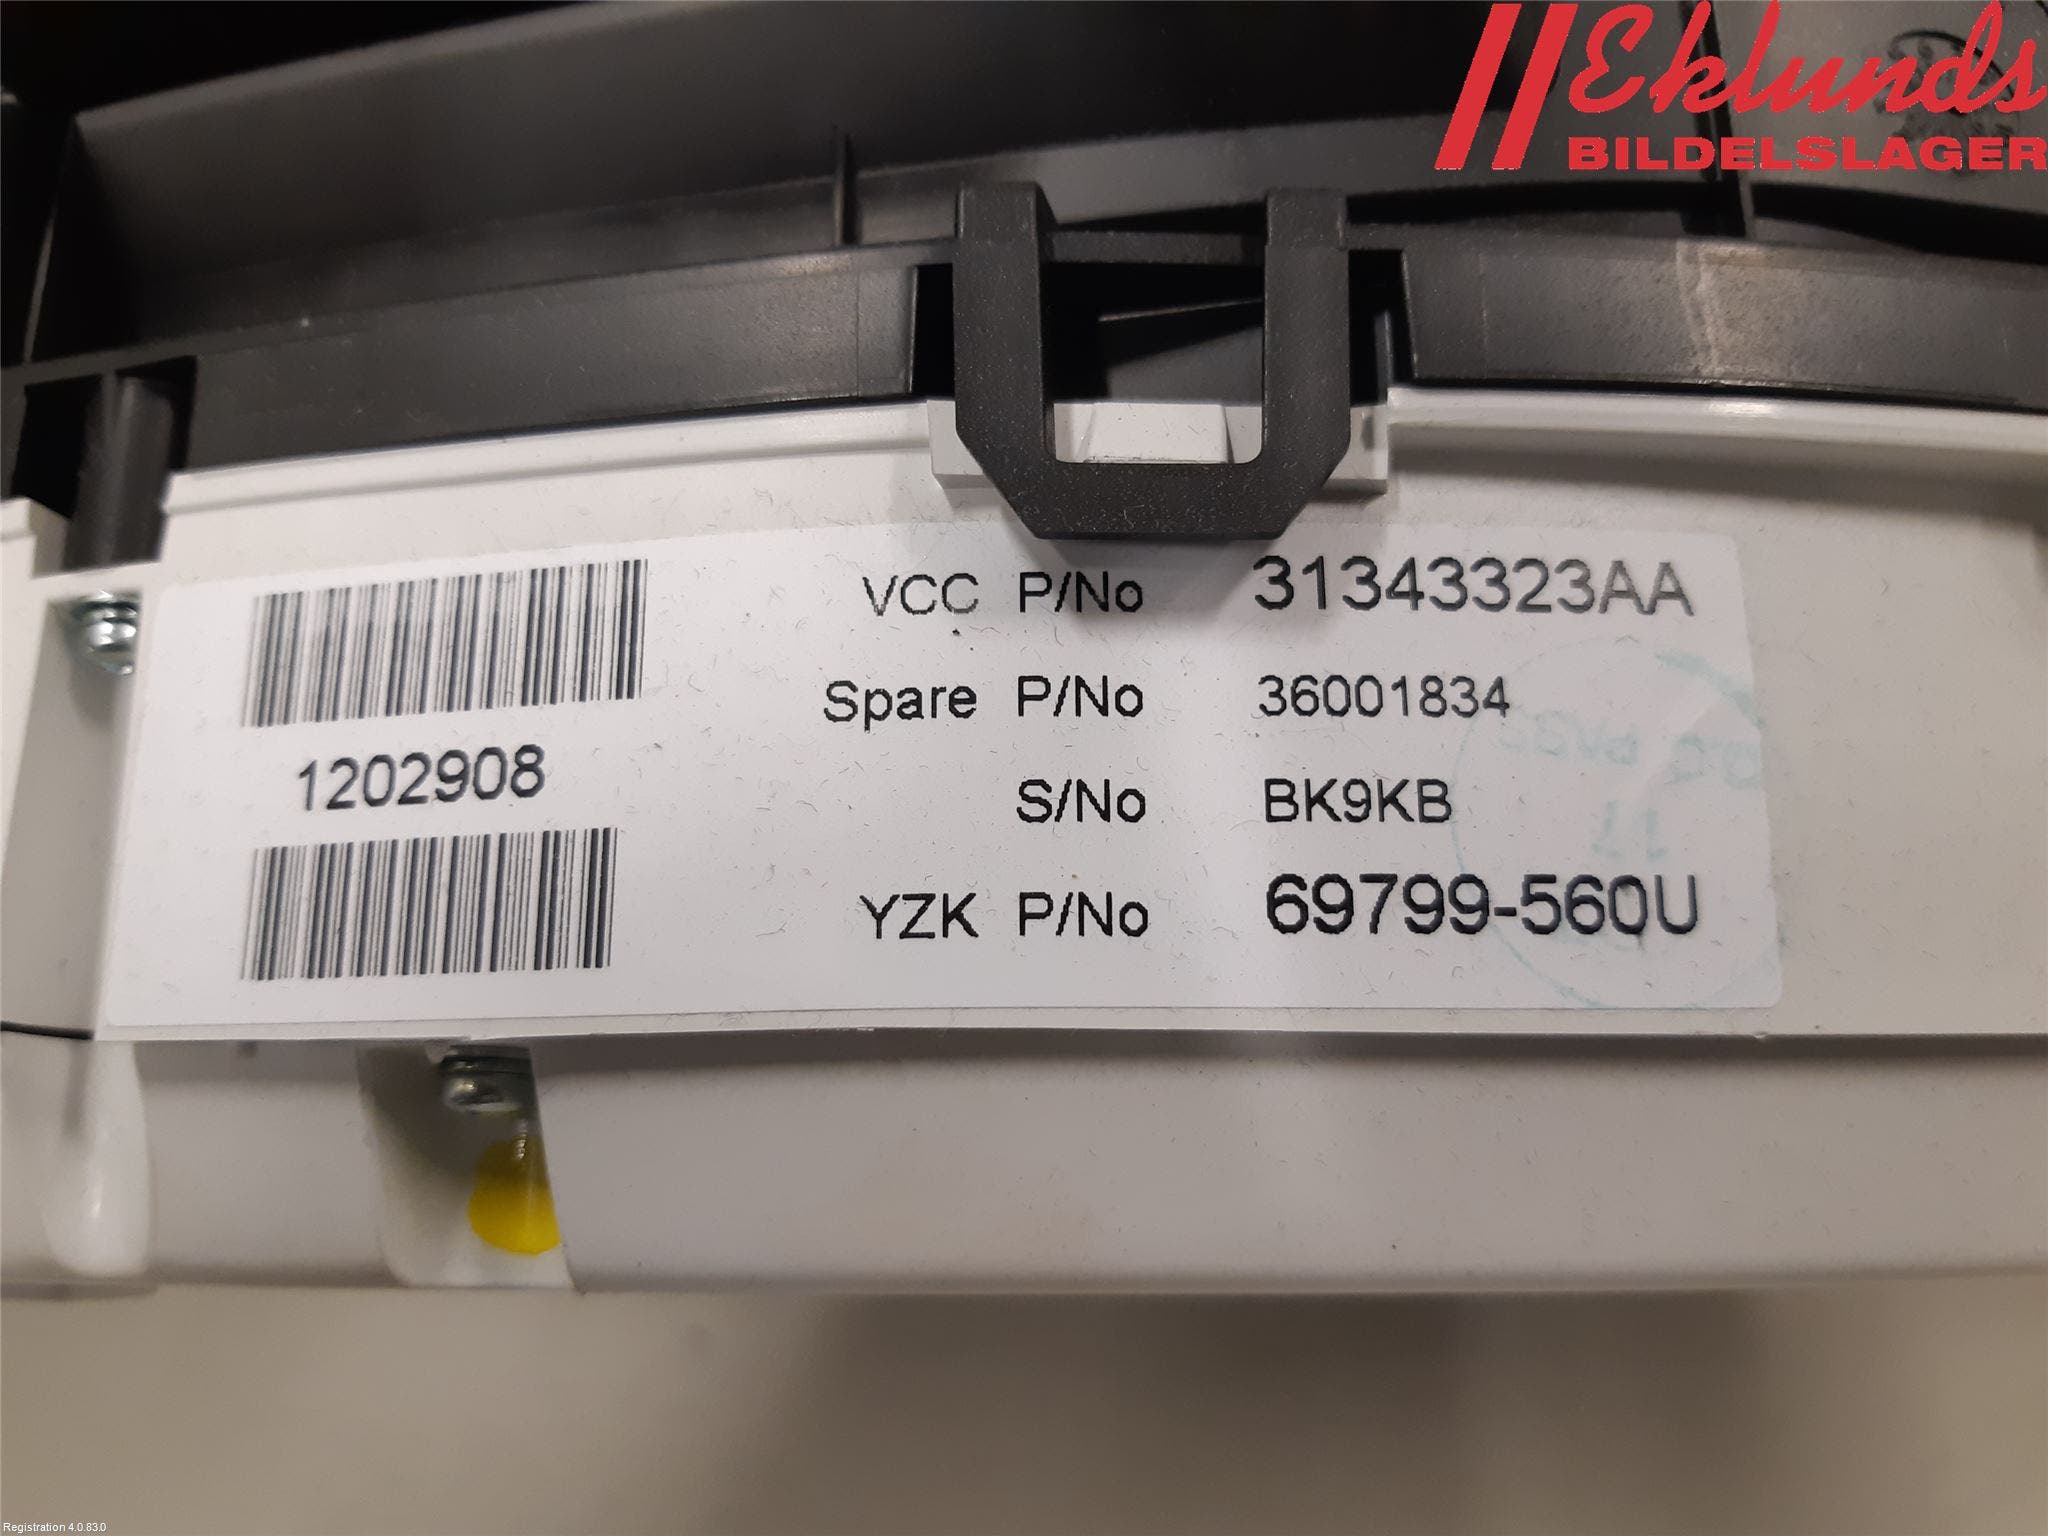 Eklunds
BILDELSLAGER
VCC P/No 31343323AA
Spare P/No 36001834
1202908
S/No BK9KB
YZK P/No 69799-560U
Registration 4.0.83.0